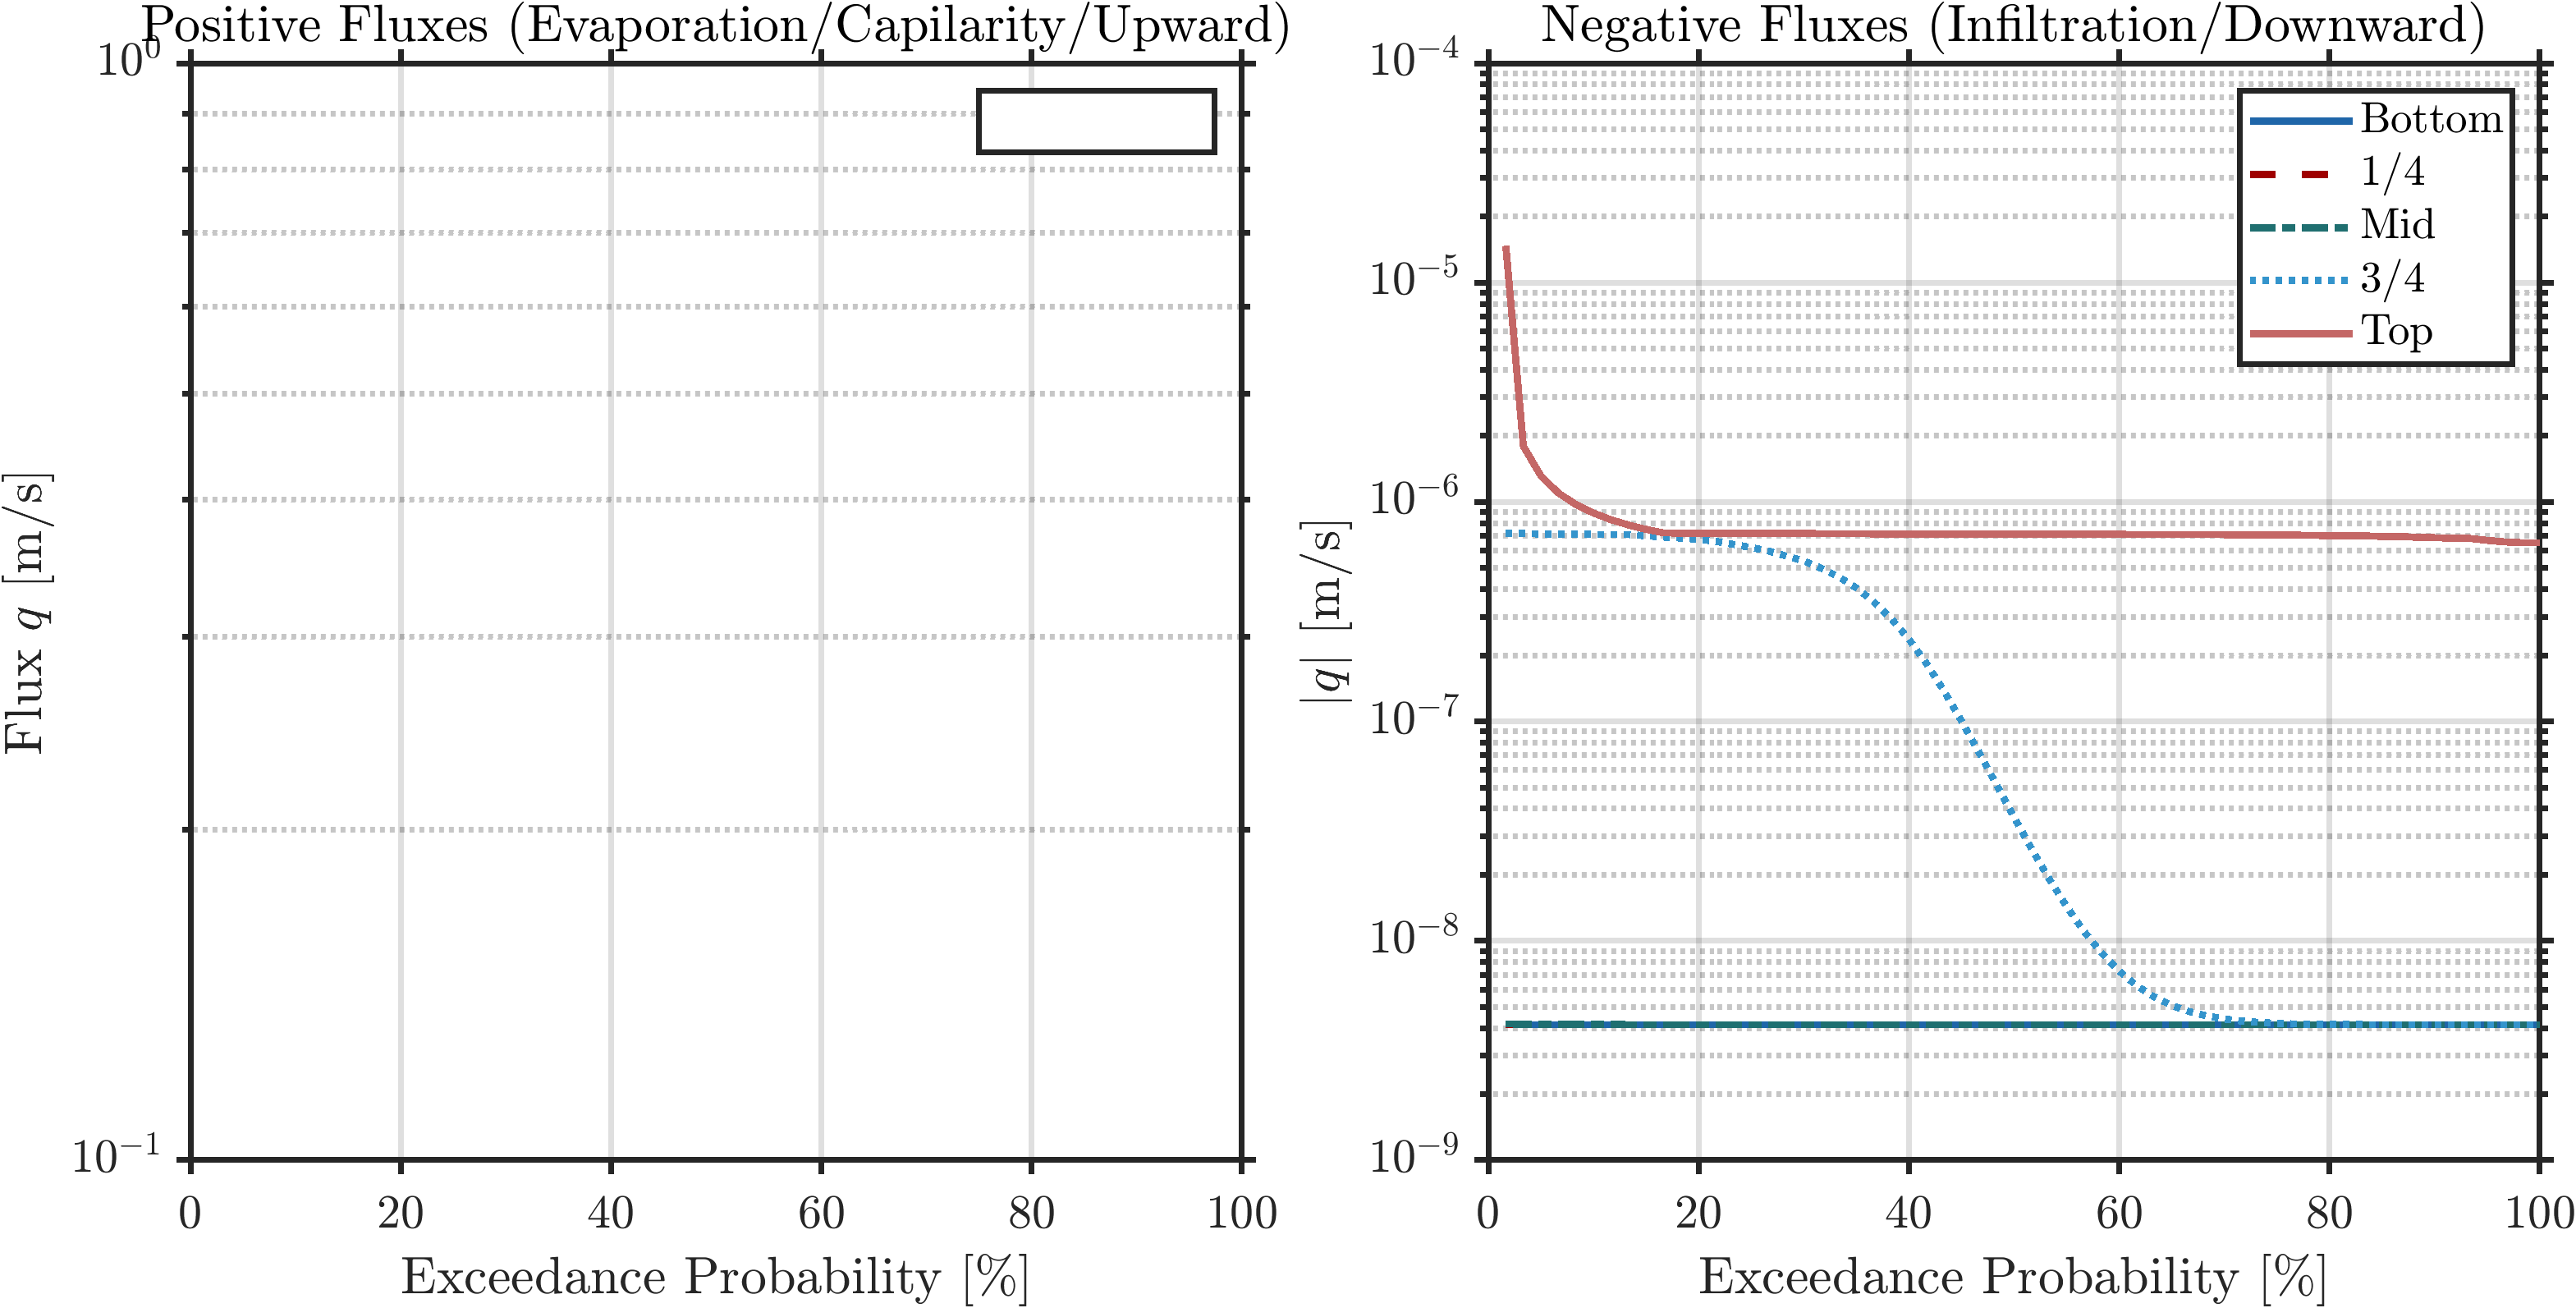 Positive Fluxes (Evaporation/Capilarity/Upward)
10^0
10^{-1}
Flux q [m/s]
0 20 40 60 80 100
Exceedance Probability [%]
Negative Fluxes (Infiltration/Downward)
10^{-4}
10^{-5}
10^{-6}
10^{-7}
10^{-8}
10^{-9}
|q| [m/s]
Bottom
1/4
Mid
3/4
Top
0 20 40 60 80 100
Exceedance Probability [%]